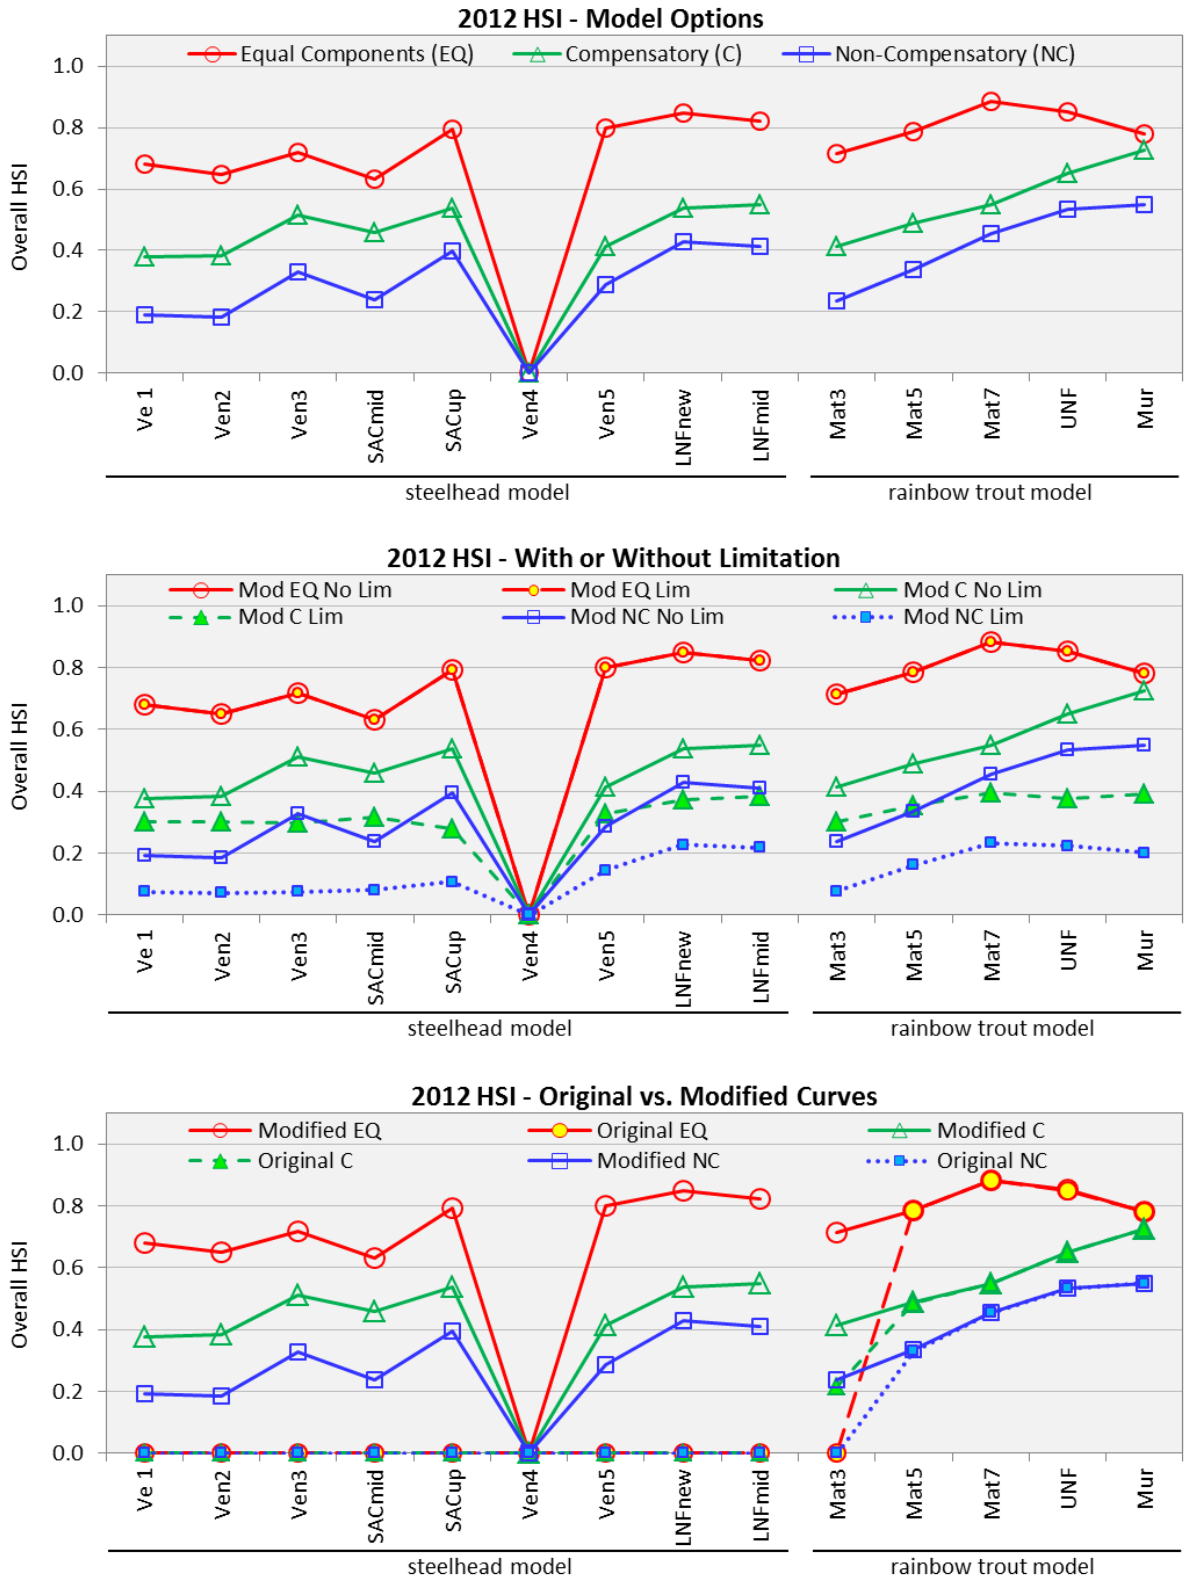 2012 HSI - Model Options
Equal Components (EQ) Compensatory (C) Non-Compensatory (NC)
Overall HSI
1.0
0.8
0.6
0.4
0.2
0.0
Ve 1 Ven2 Ven3 SACmid SACup Ven4 Ven5 LNFnew LNFmid Mat3 Mat5 Mat7 UNF Mur
steelhead model rainbow trout model
2012 HSI - With or Without Limitation
Mod EQ No Lim Mod EQ Lim Mod C No Lim
Mod C Lim Mod NC No Lim Mod NC Lim
Overall HSI
1.0
0.8
0.6
0.4
0.2
0.0
Ve 1 Ven2 Ven3 SACmid SACup Ven4 Ven5 LNFnew LNFmid Mat3 Mat5 Mat7 UNF Mur
steelhead model rainbow trout model
2012 HSI - Original vs. Modified Curves
Modified EQ Original EQ Modified C
Original C Modified NC Original NC
Overall HSI
1.0
0.8
0.6
0.4
0.2
0.0
Ve 1 Ven2 Ven3 SACmid SACup Ven4 Ven5 LNFnew LNFmid Mat3 Mat5 Mat7 UNF Mur
steelhead model rainbow trout model